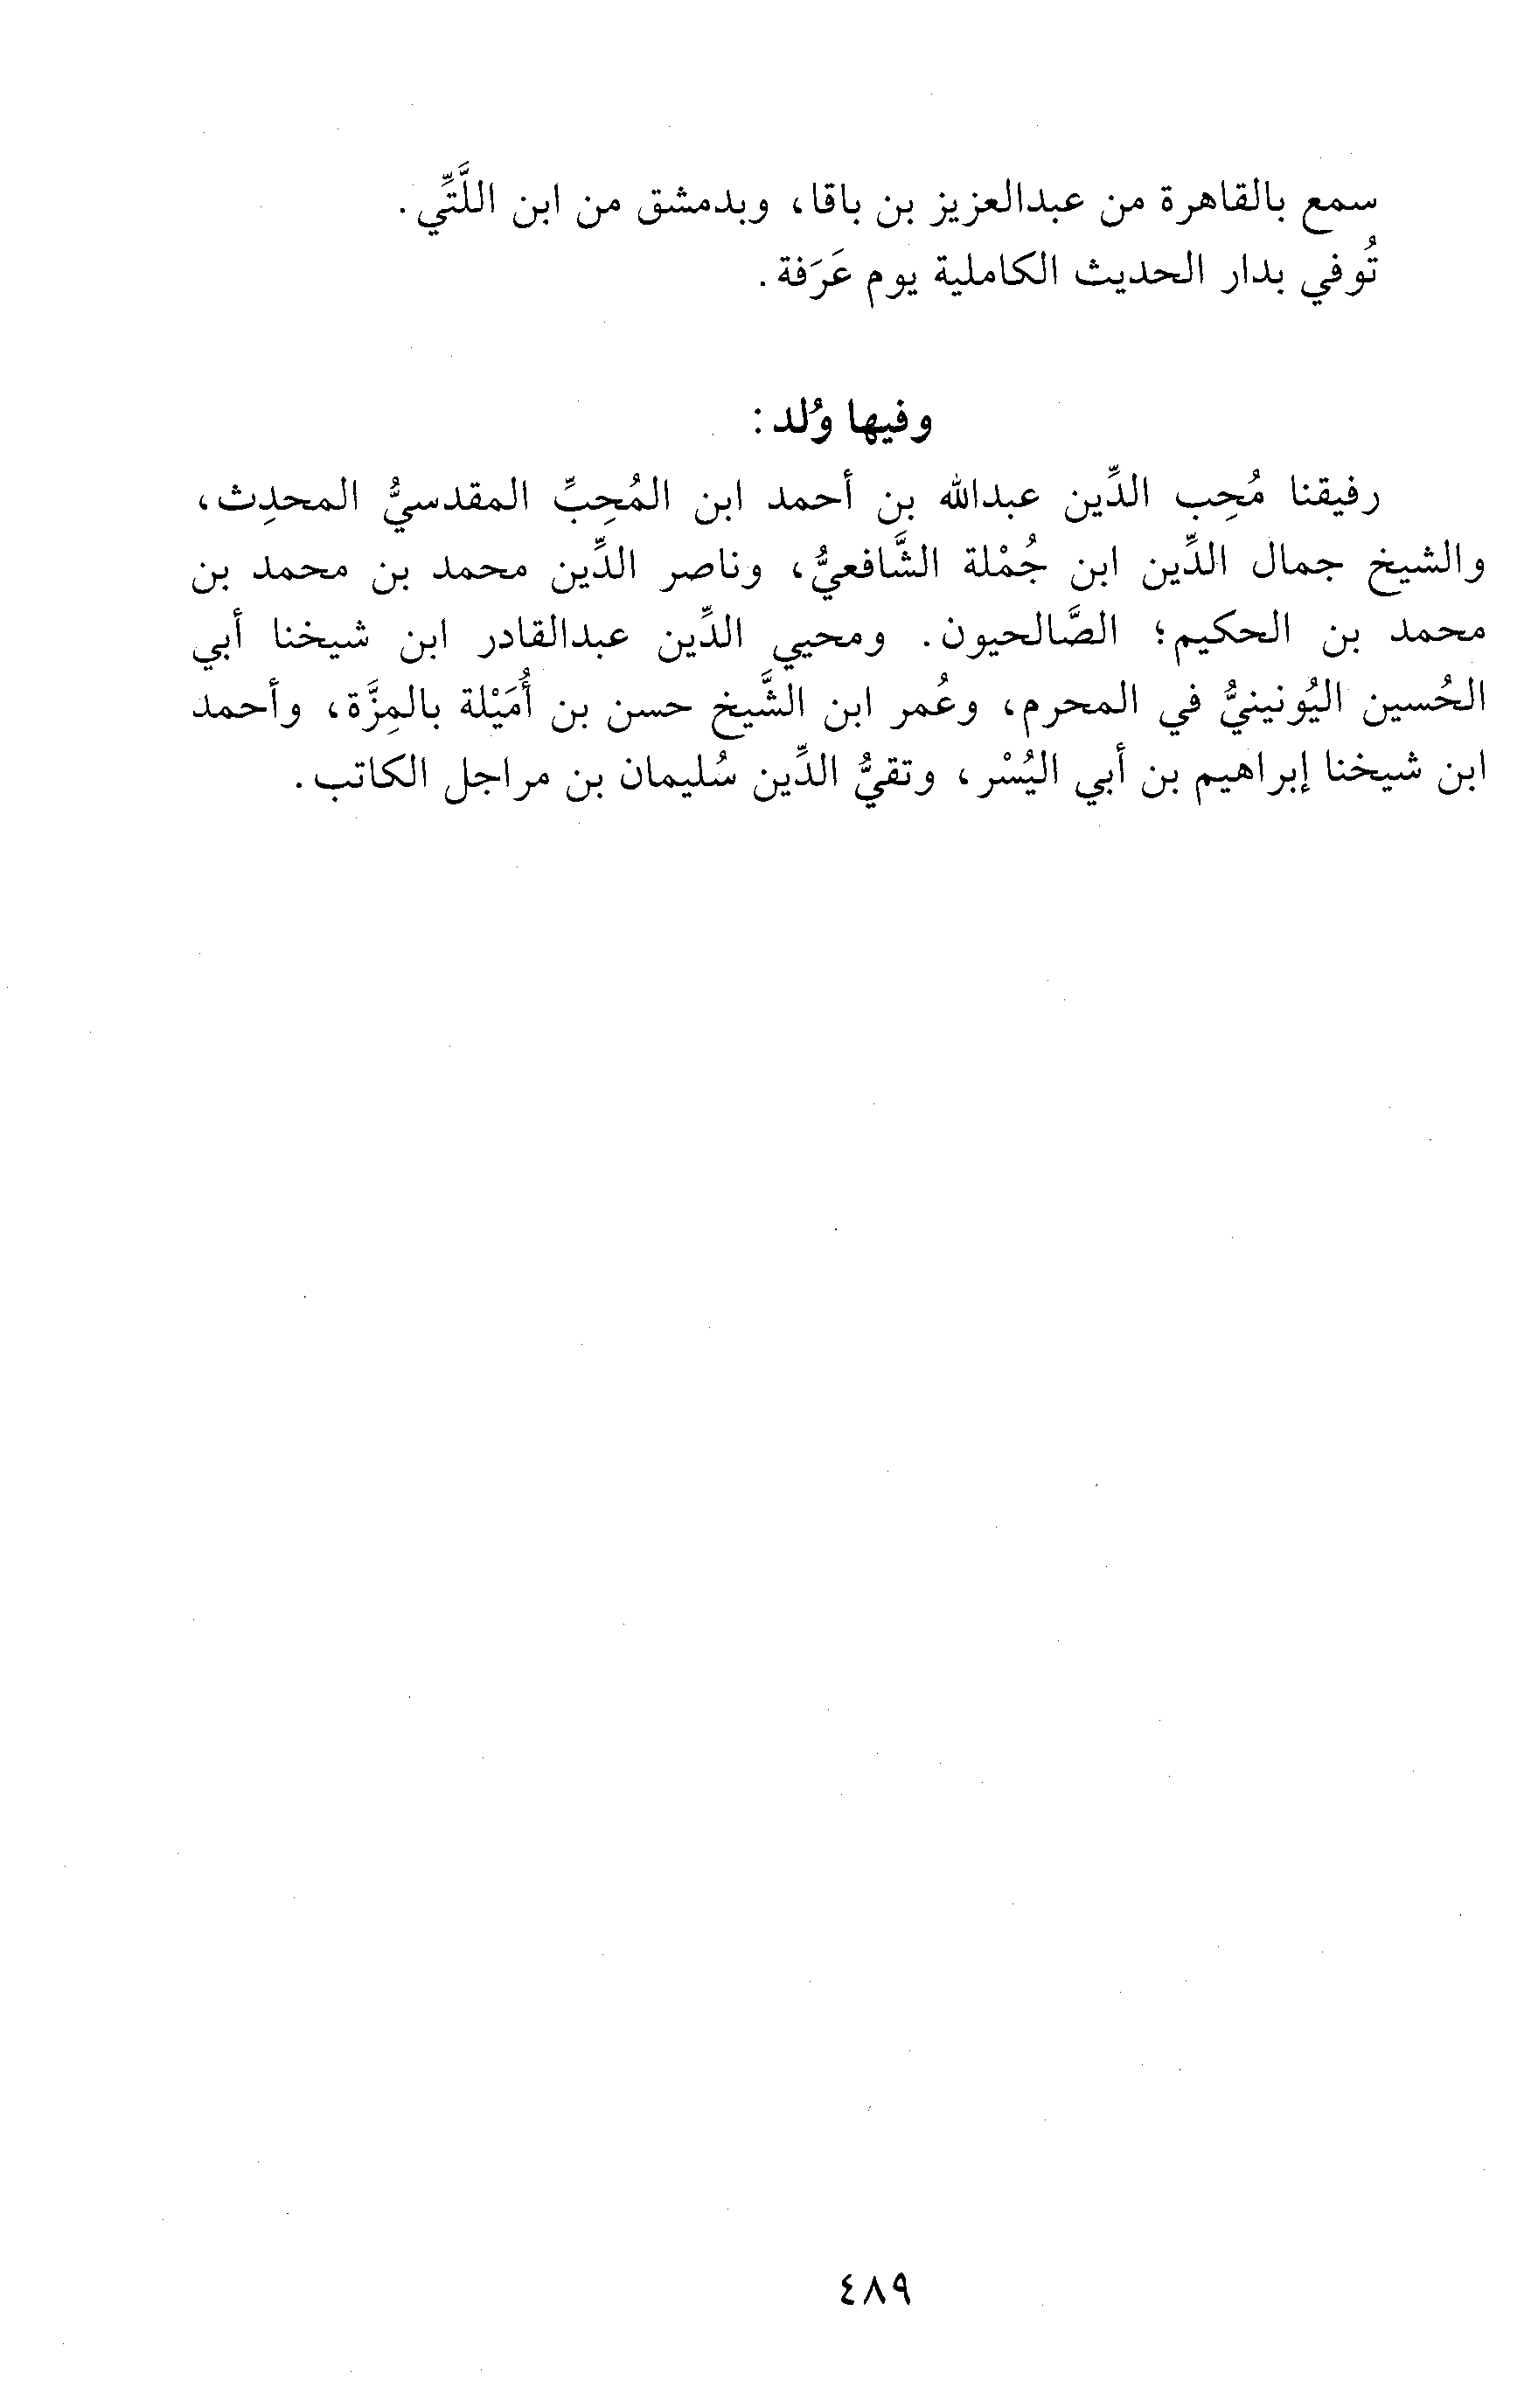 سمع بالقاهرة من عبدالعزيز بن باقا، وبدمشق من ابن اللَّتِّي.
تُوفي بدار الحديث الكاملية يوم عَرَفة.
وفيها وُلد:
رفيقنا مُحِب الدِّين عبدالله بن أحمد ابن المُحِبِّ المقدسيُّ المحدِث،
والشيخ جمال الدِّين ابن جُمْلة الشَّافعيُّ، وناصر الدِّين محمد بن محمد بن
محمد بن الحكيم؛ الصَّالحيون. ومحيي الدِّين عبدالقادر ابن شيخنا أبي
الحُسين اليُونينيُّ في المحرم، وعُمر ابن الشَّيخ حسن بن أُمَيْلة بالمِزَّة، وأحمد
ابن شيخنا إبراهيم بن أبي اليُسْر، وتقيُّ الدِّين سُليمان بن مراجل الكاتب.
٤٨٩